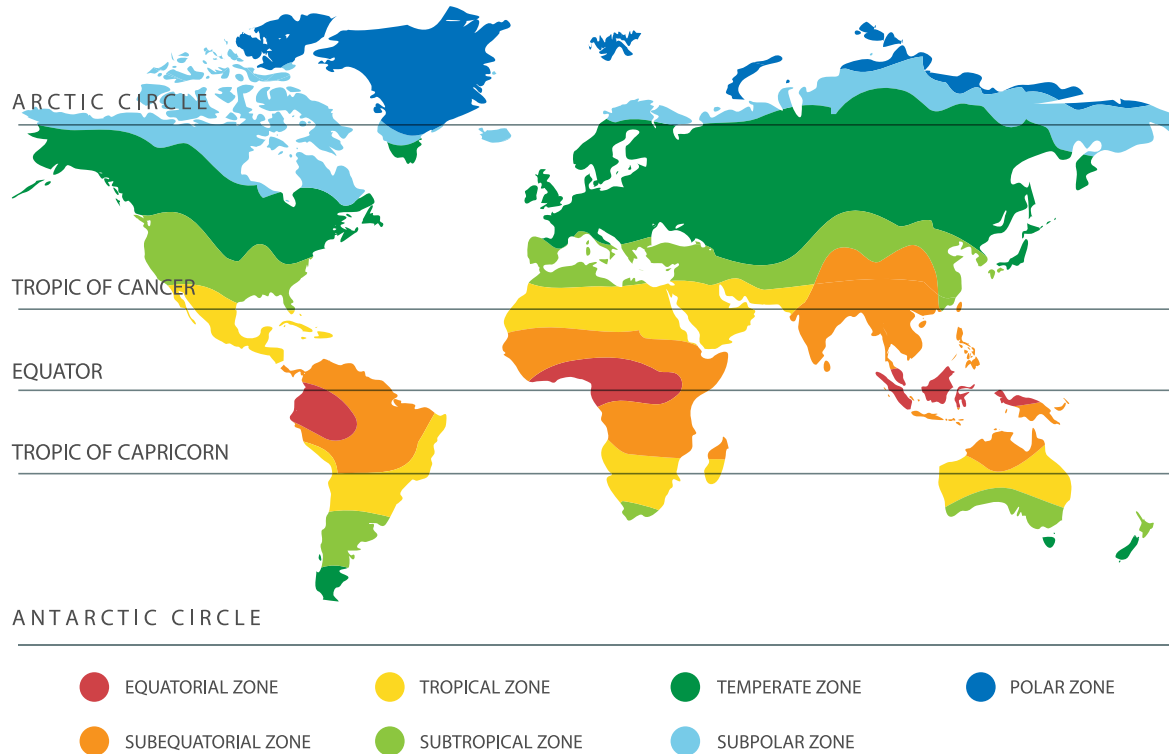 ARCTIC CIRCLE
TROPIC OF CANCER
EQUATOR
TROPIC OF CAPRICORN
ANTARCTIC CIRCLE
EQUATORIAL ZONE
TROPICAL ZONE
TEMPERATE ZONE
POLAR ZONE
SUBEQUATORIAL ZONE
SUBTROPICAL ZONE
SUBPOLAR ZONE